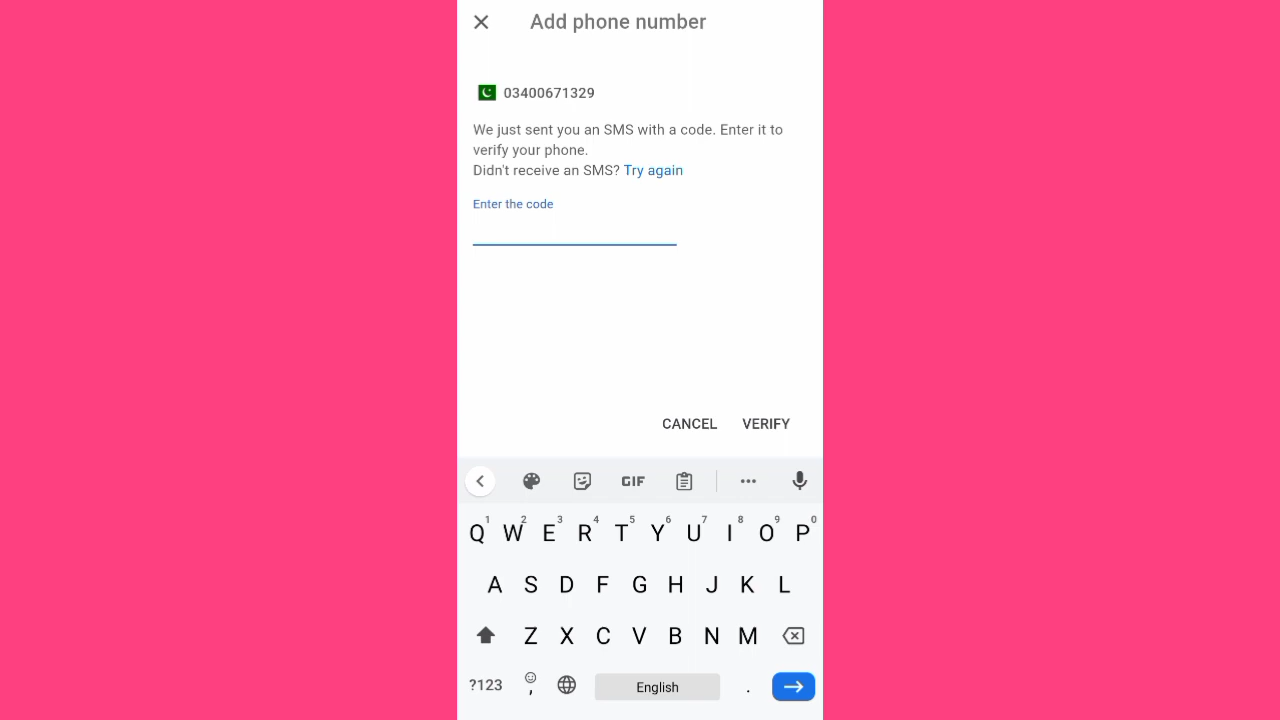 Add phone number
03400671329
We just sent you an SMS with a code. Enter it to
verify your phone.
Didn't receive an SMS? Try again
Enter the code
CANCEL VERIFY
GIF
1 2 3 4 5 6 7 8 9 0
Q W E R T Y U I O P
A S D F G H J K L
Z X C V B N M
?123 , English .